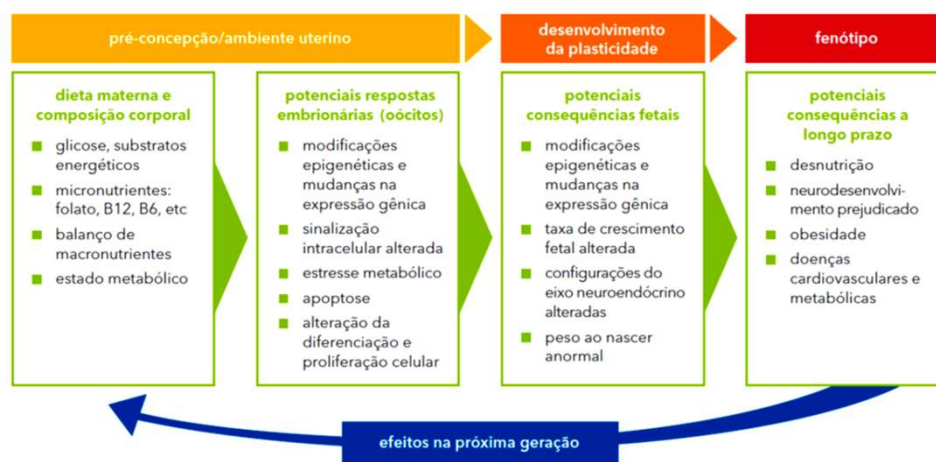 pré-concepção/ambiente uterino
desenvolvimento
da plasticidade
fenótipo
dieta materna e
composição corporal
glicose, substratos
energéticos
micronutrientes:
folato, B12, B6, etc
balanço de
macronutrientes
estado metabólico
potenciais respostas
embrionárias (oócitos)
modificações
epigenéticas e
mudanças na
expressão gênica
sinalização
intracelular alterada
estresse metabólico
apoptose
alteração da
diferenciação e
proliferação celular
potenciais
consequências fetais
modificações
epigenéticas e
mudanças na
expressão gênica
taxa de crescimento
fetal alterada
configurações do
eixo neuroendócrino
alteradas
peso ao nascer
anormal
potenciais
consequências a
longo prazo
desnutrição
neurodesenvolvi-
mento prejudicado
obesidade
doenças
cardiovasculares e
metabólicas
efeitos na próxima geração